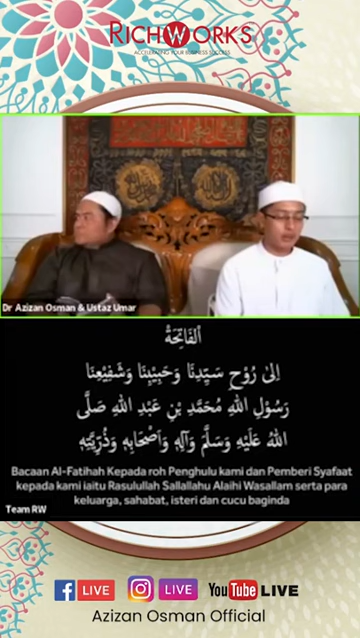 RICHWORKS
ACCELERATING YOUR BUSINESS SUCCESS
Dr Azizan Osman & Ustaz Umar
اَلْفَاتِحَةُ
اِلىٰ رُوْحِ سَيِّدِنَا وَحَبِيْبِنَا وَشَفِيْعِنَا
رَسُوْلِ اللهِ مُحَمَّدِ بْنِ عَبْدِ اللهِ صَلَّى
اللهُ عَلَيْهِ وَسَلَّمَ وَآلِهِ وَاَصْحَابِهِ وَذُرِّيَّتِهِ
Bacaan Al-Fatihah Kepada roh Penghulu kami dan Pemberi Syafaat
kepada kami iaitu Rasulullah Sallallahu Alaihi Wasallam serta para
keluarga, sahabat, isteri dan cucu baginda
Team RW
LIVE LIVE YouTube LIVE
Azizan Osman Official